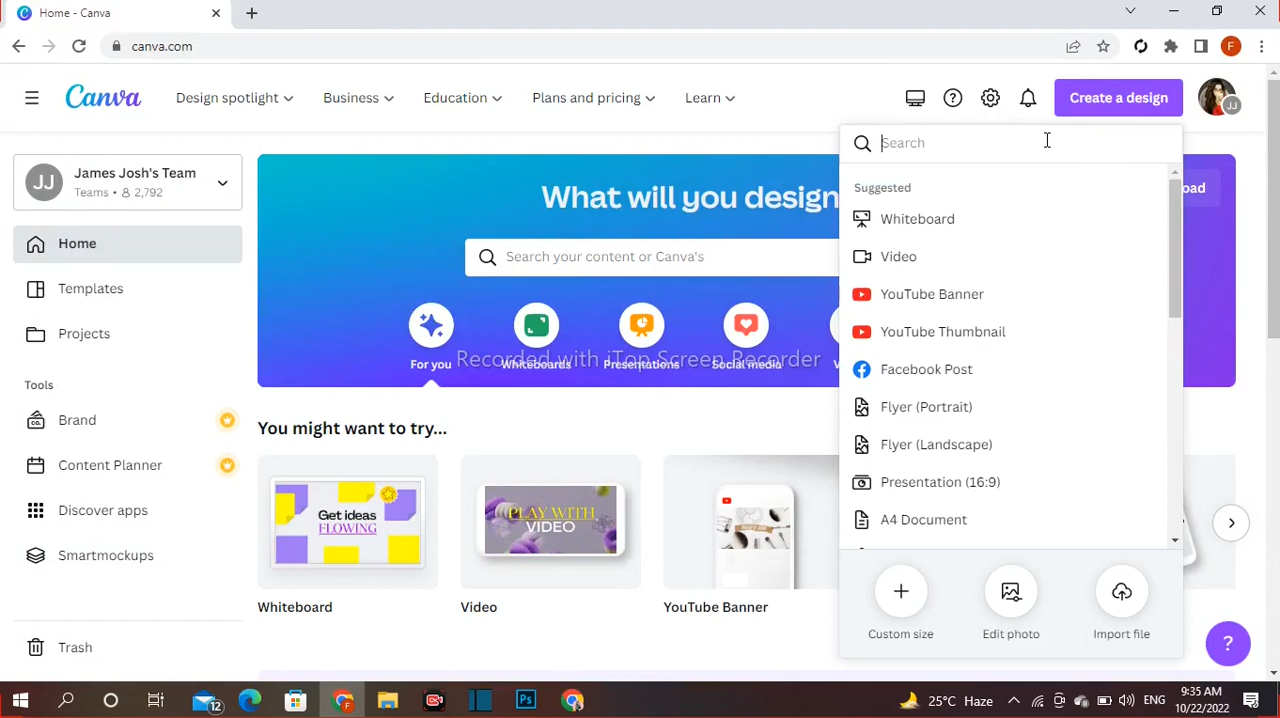 Home - Canva
canva.com
F
Canva
Design spotlight
Business
Education
Plans and pricing
Learn
Create a design
JJ
JJ
James Josh's Team
Teams • 2,792
Home
Templates
Projects
Tools
Brand
Content Planner
Discover apps
Smartmockups
Trash
What will you design
Search your content or Canva's
For you
Whiteboards
Presentations
Social media
Recorded with iTop Screen Recorder
You might want to try...
Get ideas
FLOWING
PLAY WITH
VIDEO
Whiteboard
Video
YouTube Banner
Search
Suggested
Whiteboard
Video
YouTube Banner
YouTube Thumbnail
Facebook Post
Flyer (Portrait)
Flyer (Landscape)
Presentation (16:9)
A4 Document
Custom size
Edit photo
Import file
?
12
Ps
F
25°C Haze
ENG
9:35 AM
10/22/2022